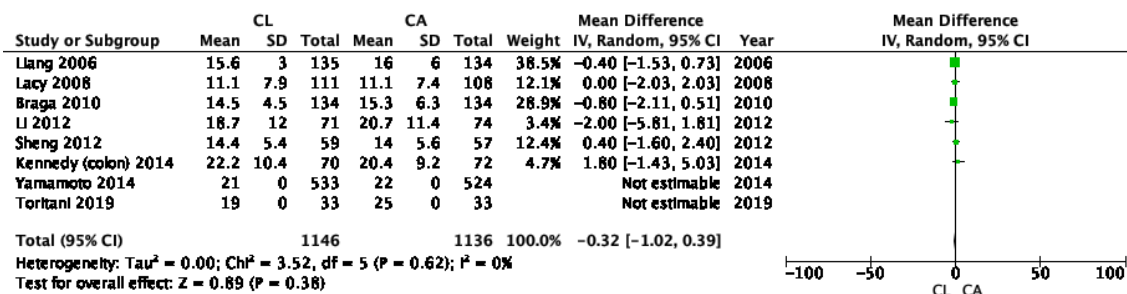 CL CA Mean Difference Mean Difference
Study or Subgroup Mean SD Total Mean SD Total Weight IV, Random, 95% CI Year IV, Random, 95% CI
Liang 2006 15.6 3 135 16 6 134 38.5% −0.40 [−1.53, 0.73] 2006
Lacy 2008 11.1 7.9 111 11.1 7.4 108 12.1% 0.00 [−2.03, 2.03] 2008
Braga 2010 14.5 4.5 134 15.3 6.3 134 28.9% −0.80 [−2.11, 0.51] 2010
Li 2012 18.7 12 71 20.7 11.4 74 3.4% −2.00 [−5.81, 1.81] 2012
Sheng 2012 14.4 5.4 59 14 5.6 57 12.4% 0.40 [−1.60, 2.40] 2012
Kennedy (colon) 2014 22.2 10.4 70 20.4 9.2 72 4.7% 1.80 [−1.43, 5.03] 2014
Yamamoto 2014 21 0 533 22 0 524 Not estimable 2014
Toritani 2019 19 0 33 25 0 33 Not estimable 2019
Total (95% CI) 1146 1136 100.0% −0.32 [−1.02, 0.39]
Heterogeneity: Tau² = 0.00; Chi² = 3.52, df = 5 (P = 0.62); I² = 0%
Test for overall effect: Z = 0.89 (P = 0.38)
-100 -50 0 50 100
CL CA